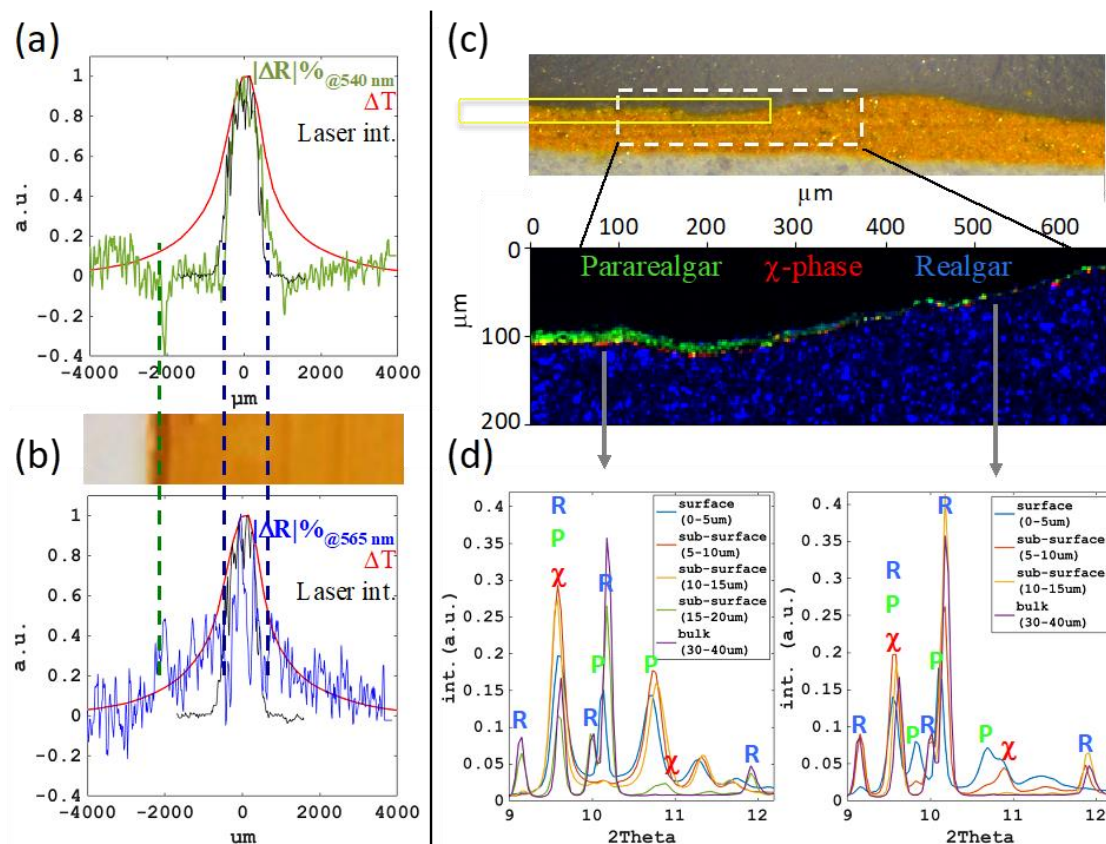 (a)
|ΔR|%@540 nm
ΔT
Laser int.
1
0.8
0.6
0.4
0.2
0
-0.2
-0.4
a.u.
-4000 -2000 0 2000 4000
μm
(b)
|ΔR|%@565 nm
ΔT
Laser int.
1
0.8
0.6
0.4
0.2
0
-0.2
-0.4
a.u.
-4000 -2000 0 2000 4000
um
(c)
μm
0 100 200 300 400 500 600
Pararealgar χ-phase Realgar
0
100
200
μm
(d)
0.4
0.35
0.3
0.25
0.2
0.15
0.1
0.05
0
int.(a.u.)
R
P
χ
R
R
P
R
P
χ
R
surface
(0-5um)
sub-surface
(5-10um)
sub-surface
(10-15um)
sub-surface
(15-20um)
bulk
(30-40um)
9 10 11 12
2Theta
0.4
0.35
0.3
0.25
0.2
0.15
0.1
0.05
0
int. (a.u.)
R
P
χ
R
P
R
P
R
P
χ
R
surface
(0-5um)
sub-surface
(5-10um)
sub-surface
(10-15um)
bulk
(30-40um)
9 10 11 12
2Theta